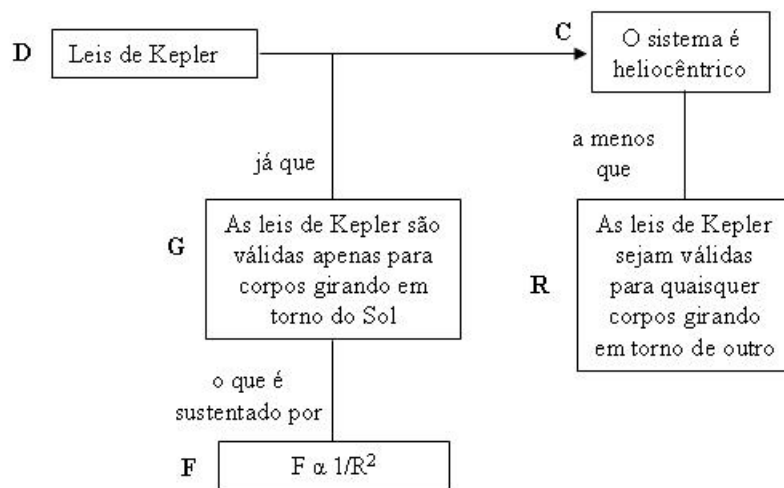 D
Leis de Kepler
C
O sistema é
heliocêntrico
já que
a menos
que
G
As leis de Kepler são
válidas apenas para
corpos girando em
torno do Sol
R
As leis de Kepler
sejam válidas
para quaisquer
corpos girando
em torno de outro
o que é
sustentado por
F
F α 1/R²